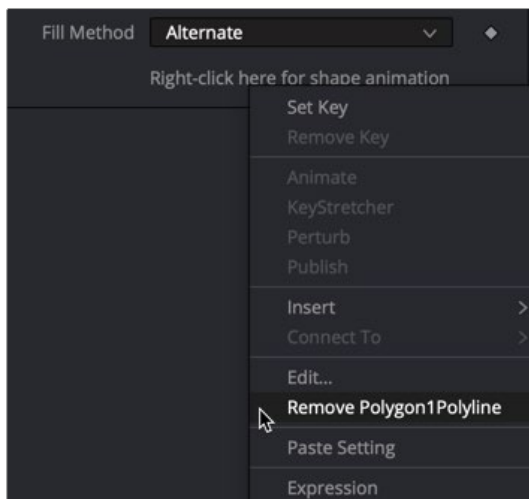 Fill Method Alternate
Right-click here for shape animation
Set Key
Remove Key
Animate
KeyStretcher
Perturb
Publish
Insert
Connect To
Edit...
Remove Polygon1Polyline
Paste Setting
Expression